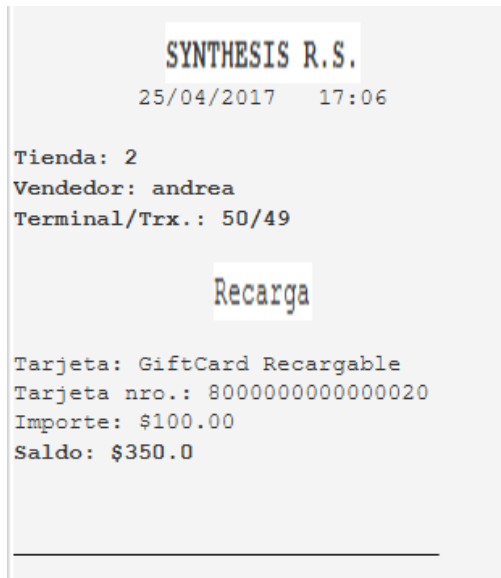 SYNTHESIS R.S.
25/04/2017 17:06
Tienda: 2
Vendedor: andrea
Terminal/Trx.: 50/49
Recarga
Tarjeta: GiftCard Recargable
Tarjeta nro.: 8000000000000020
Importe: $100.00
Saldo: $350.0